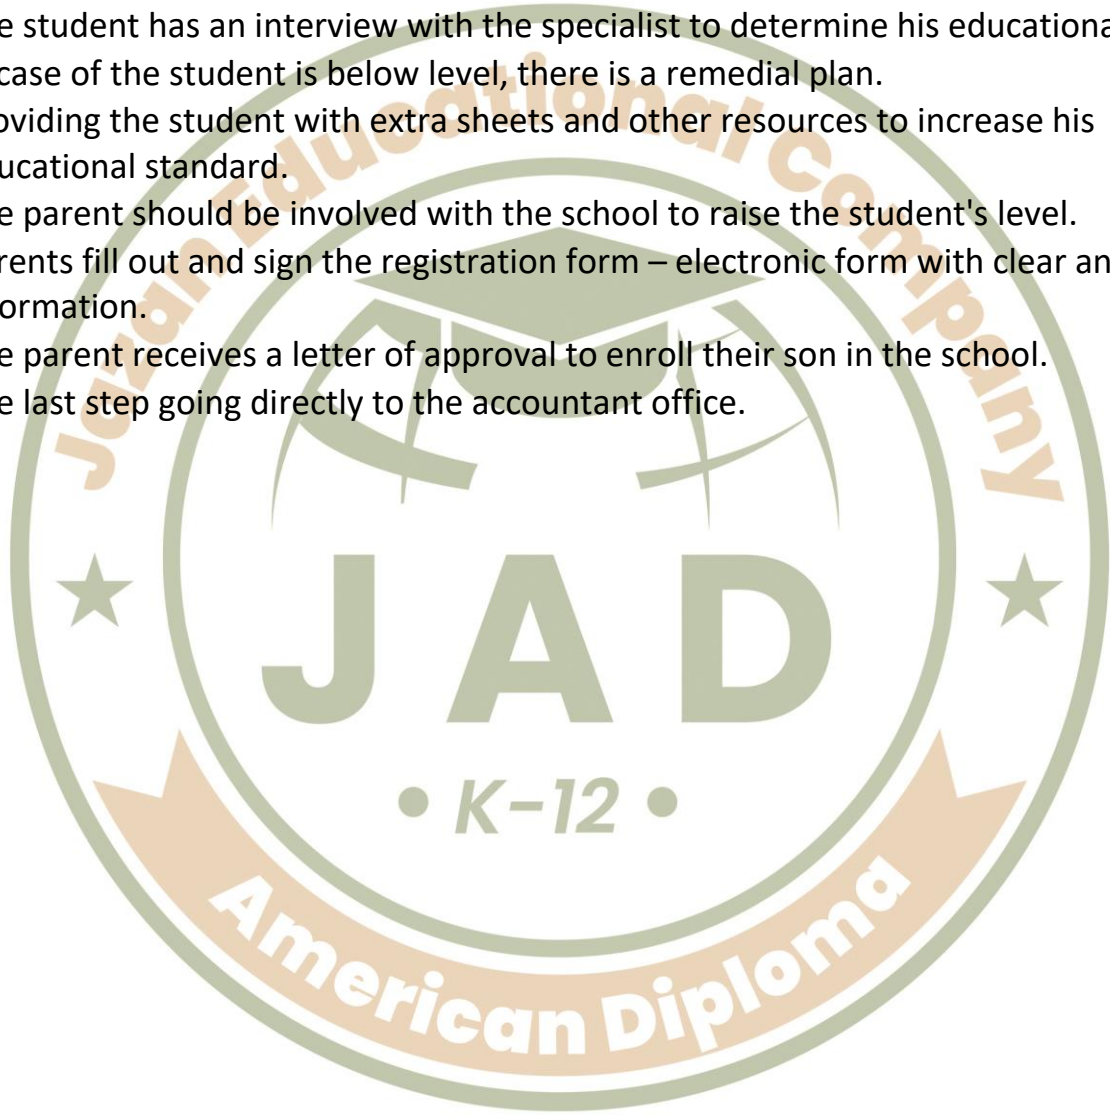 e student has an interview with the specialist to determine his educationa
case of the student is below level, there is a remedial plan.
oviding the student with extra sheets and other resources to increase his
ucational standard.
e parent should be involved with the school to raise the student's level.
rents fill out and sign the registration form – electronic form with clear an
formation.
e parent receives a letter of approval to enroll their son in the school.
e last step going directly to the accountant office.
Jazan Educational Company
JAD
• K-12 •
American Diploma